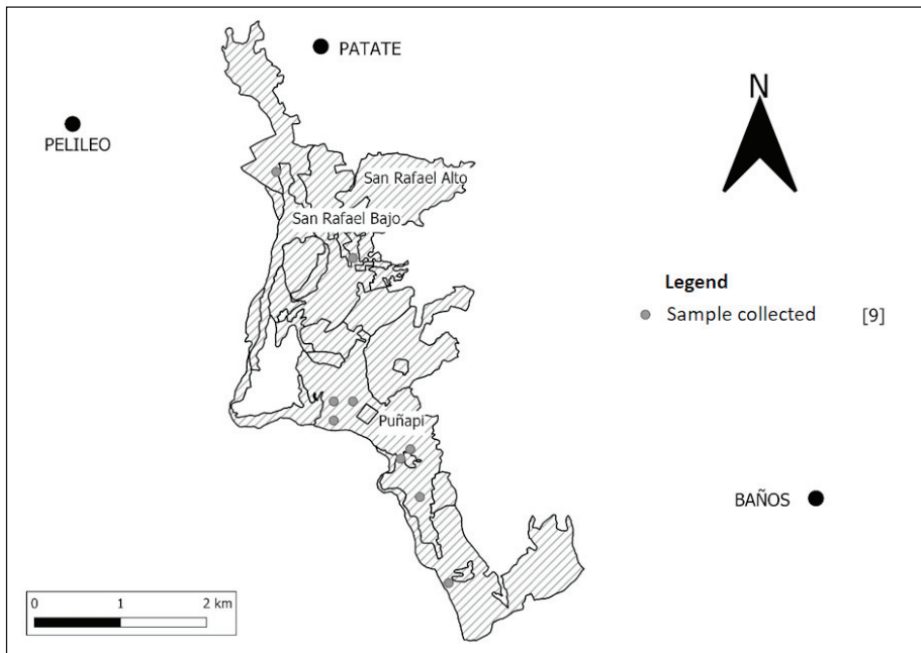 PATATE
N
PELILEO
San Rafael Alto
San Rafael Bajo
Legend
Sample collected [9]
Puñapi
BAÑOS
0 1 2 km